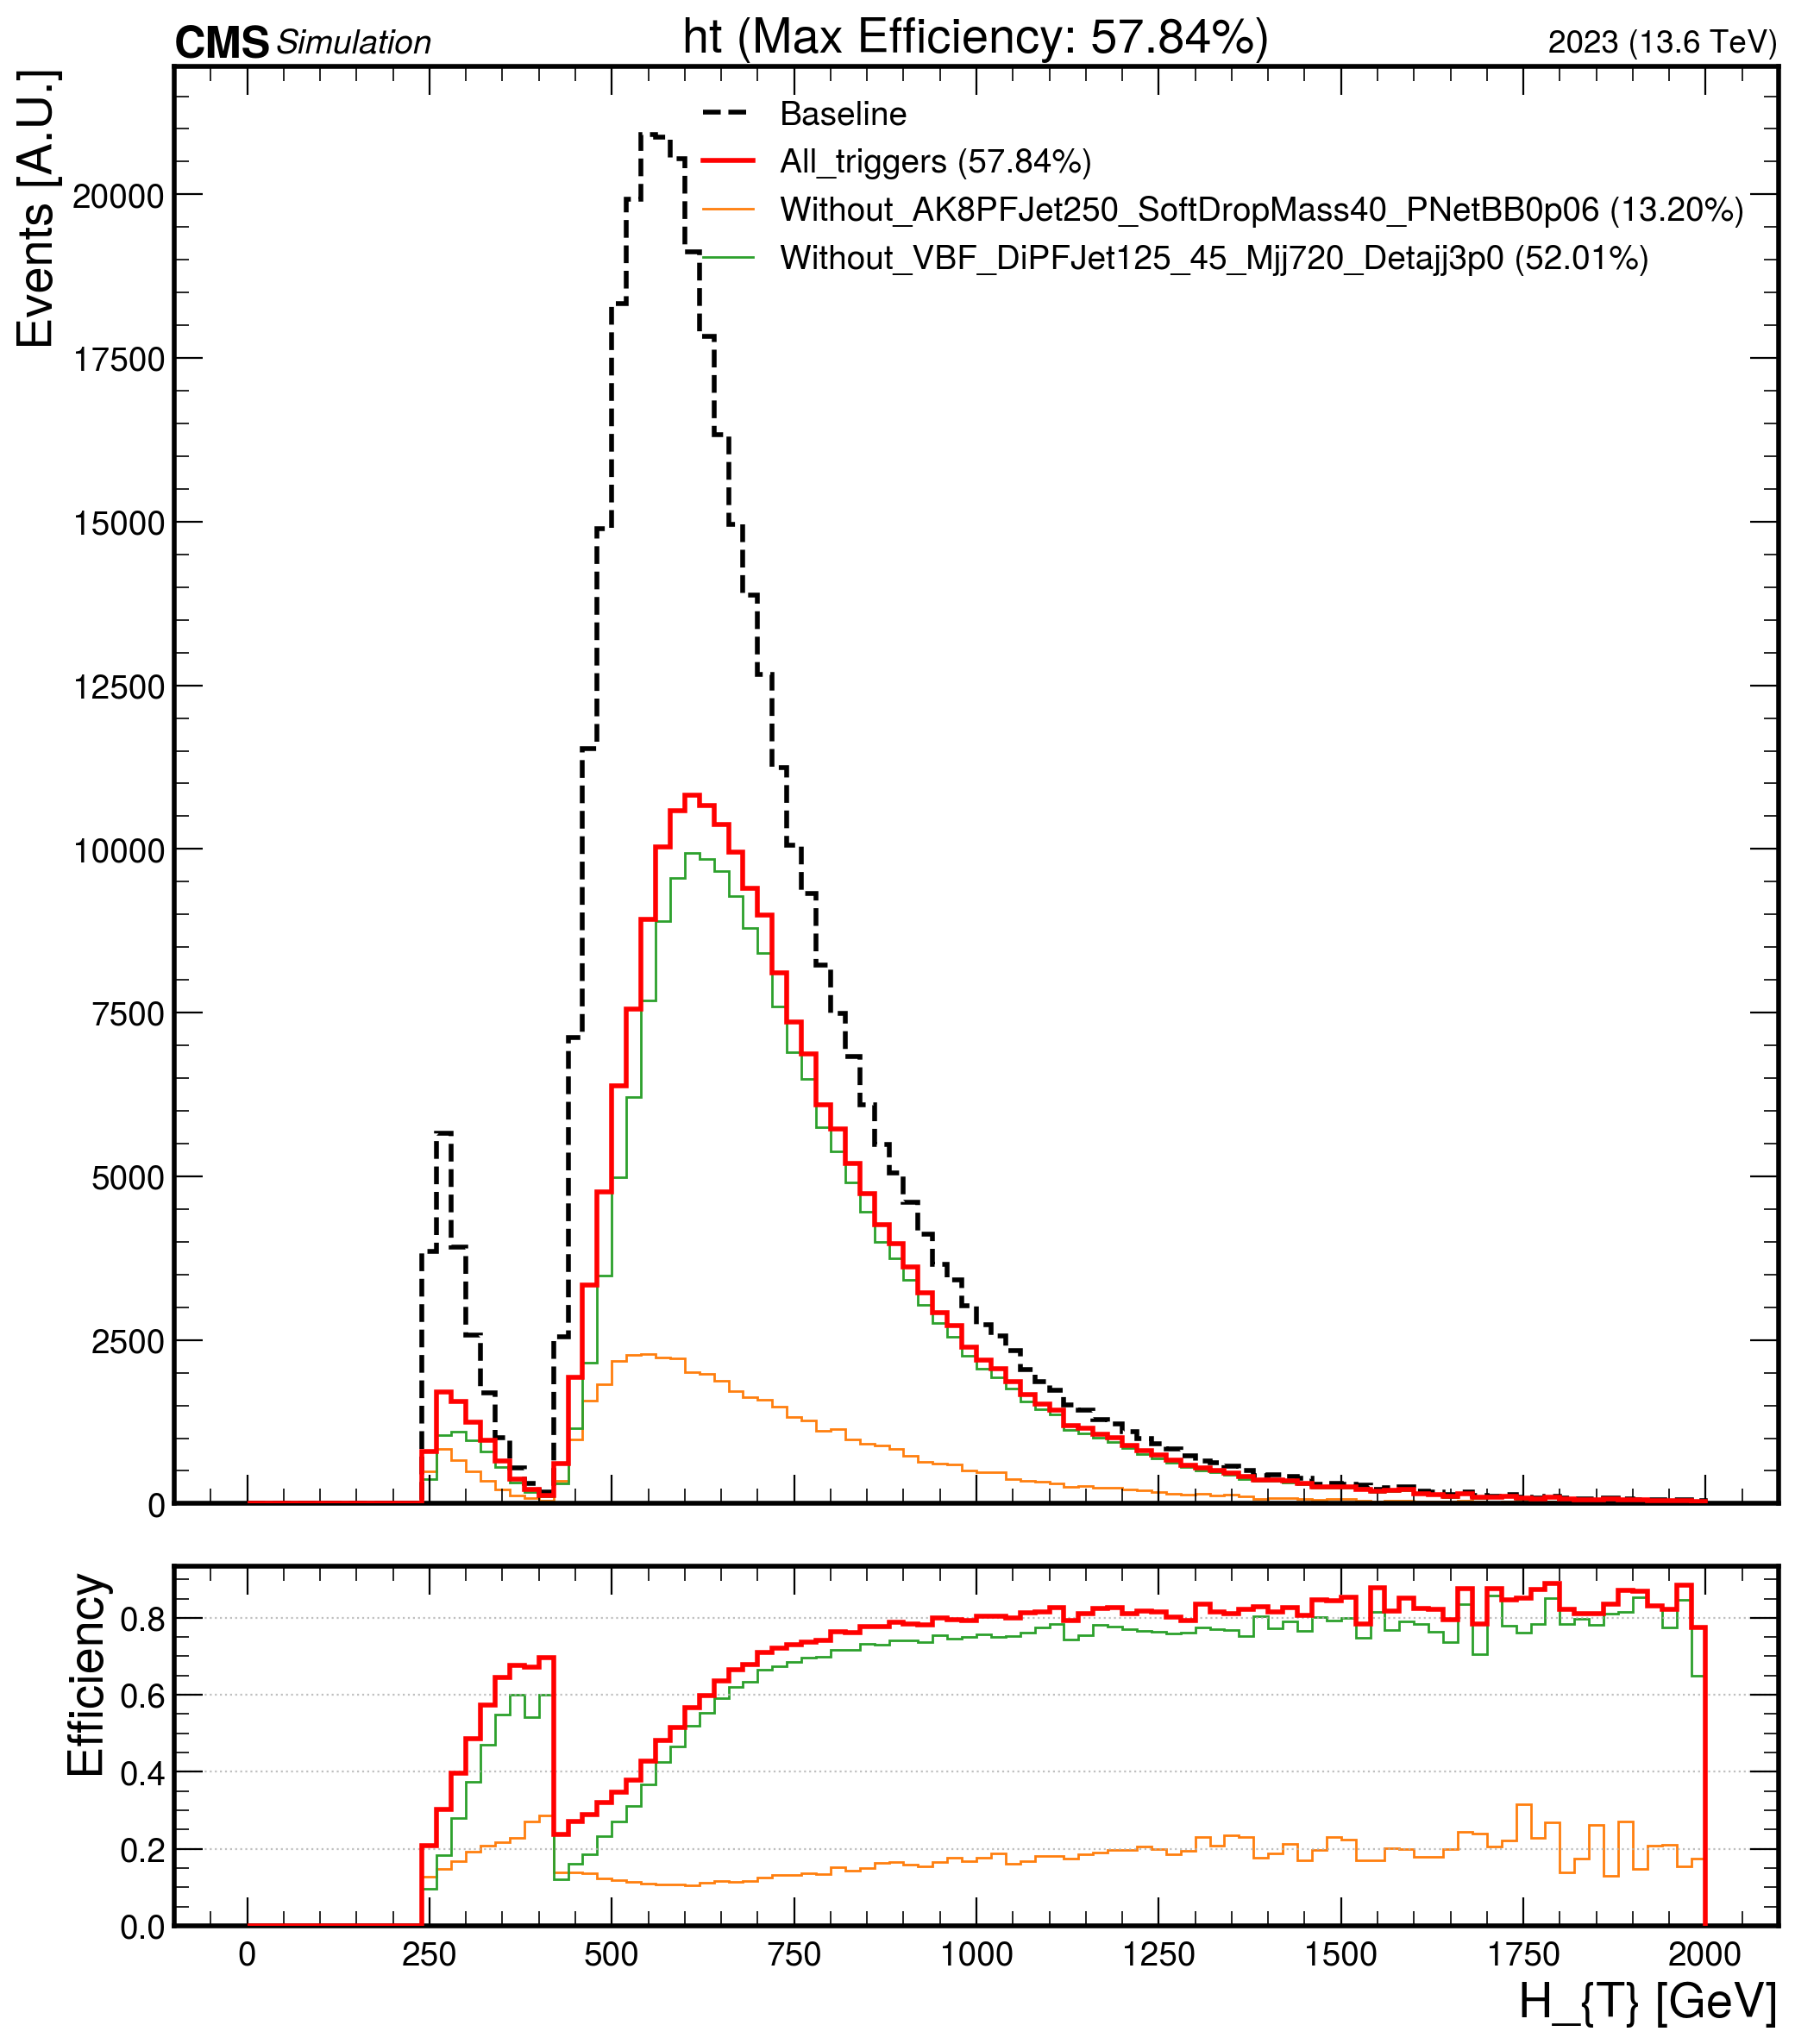 CMS Simulation ht (Max Efficiency: 57.84%) 2023 (13.6 TeV)
Events [A.U.]
Baseline
All_triggers (57.84%)
Without_AK8PFJet250_SoftDropMass40_PNetBB0p06 (13.20%)
Without_VBF_DiPFJet125_45_Mjj720_Detajj3p0 (52.01%)
20000
17500
15000
12500
10000
7500
5000
2500
0
Efficiency
0.8
0.6
0.4
0.2
0.0
0 250 500 750 1000 1250 1500 1750 2000
H_{T} [GeV]